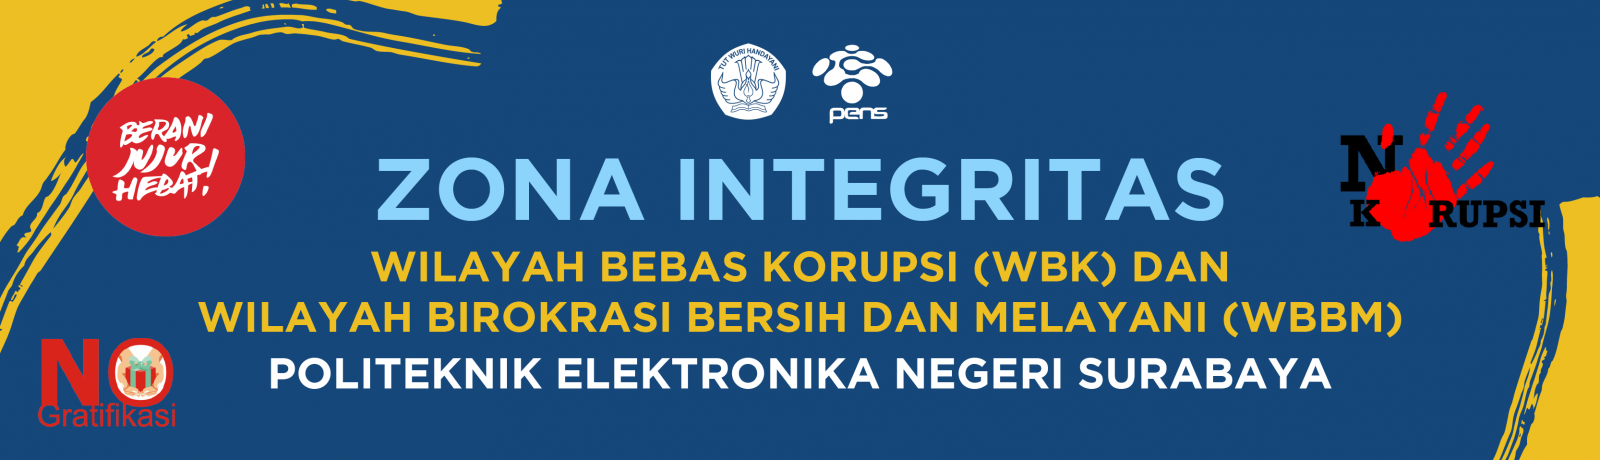 TUT WURI HANDAYANI
pens
BERANI
JUJUR!
HEBAT!
NO
KORUPSI
ZONA INTEGRITAS
WILAYAH BEBAS KORUPSI (WBK) DAN
WILAYAH BIROKRASI BERSIH DAN MELAYANI (WBBM)
POLITEKNIK ELEKTRONIKA NEGERI SURABAYA
NO
Gratifikasi